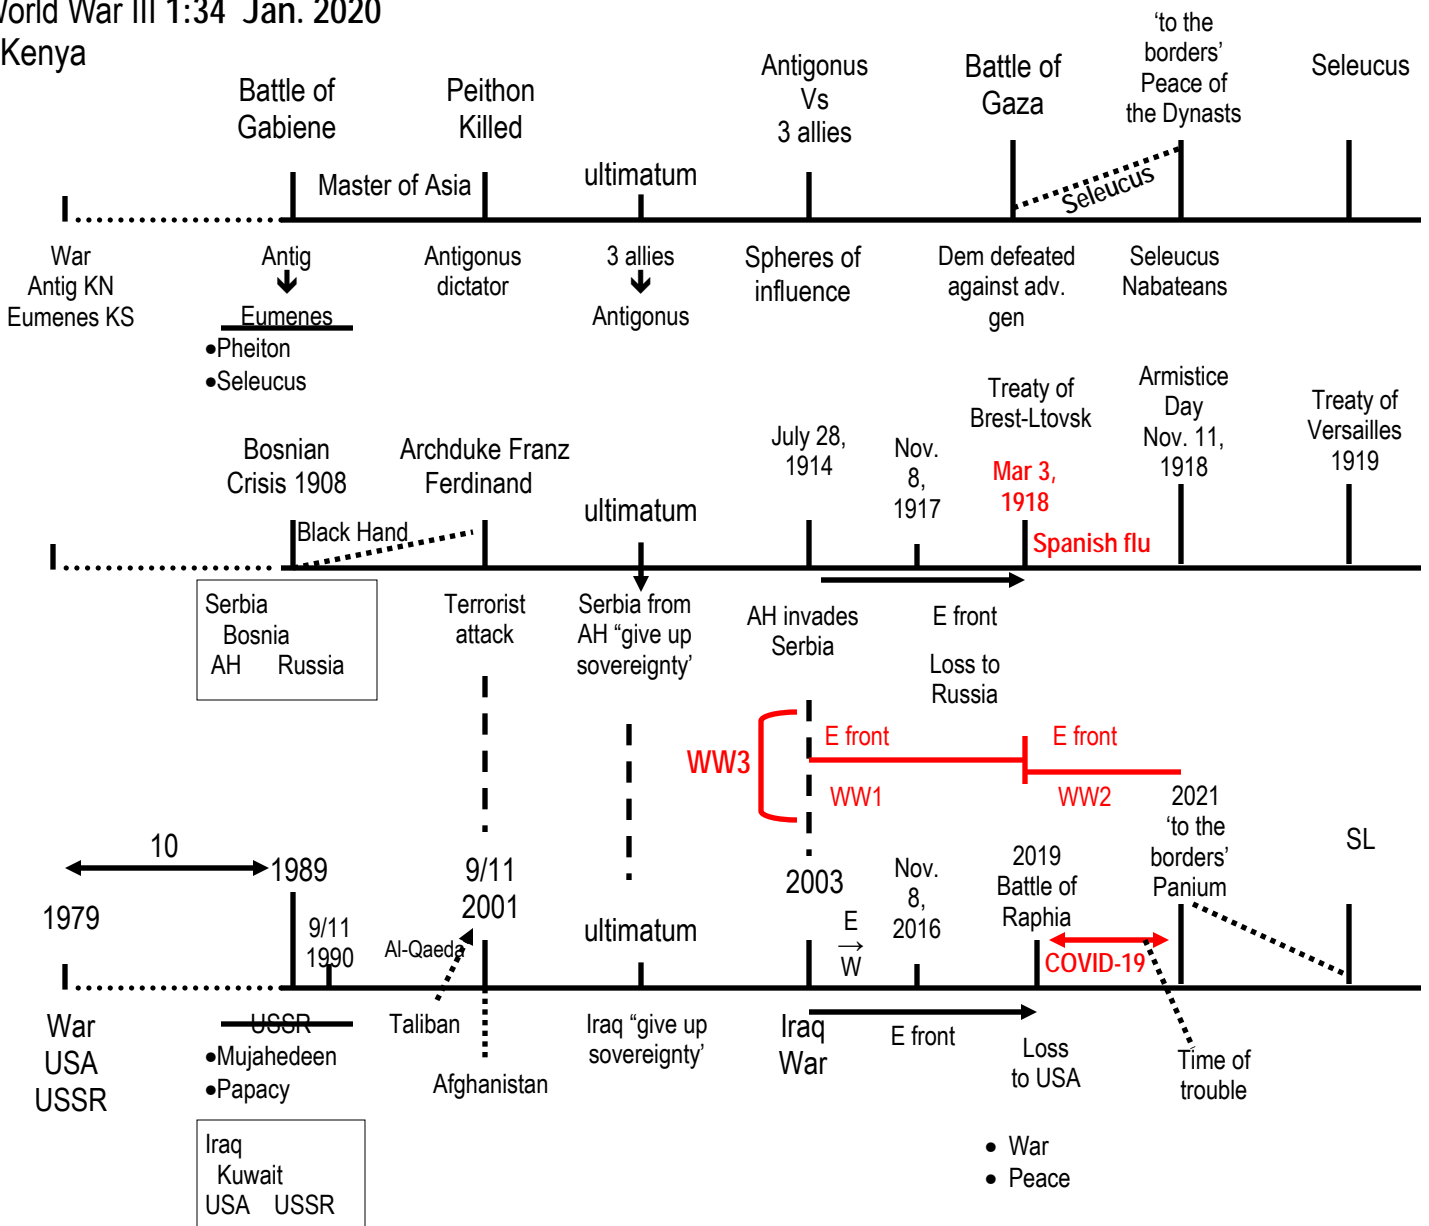 World War III 1:34 Jan. 2020
Kenya
Battle of
Gabiene
Peithon
Killed
ultimatum
Antigonus
Vs
3 allies
Battle of
Gaza
‘to the
borders’
Peace of
the Dynasts
Seleucus
Master of Asia
Seleucus
War
Antig KN
Eumenes KS
Antig
Eumenes
•Pheiton
•Seleucus
Antigonus
dictator
3 allies
Antigonus
Spheres of
influence
Dem defeated
against adv.
gen
Seleucus
Nabateans
Bosnian
Crisis 1908
Archduke Franz
Ferdinand
ultimatum
July 28,
1914
Nov.
8,
1917
Treaty of
Brest-Ltovsk
Mar 3,
1918
Armistice
Day
Nov. 11,
1918
Treaty of
Versailles
1919
Black Hand
Spanish flu
Serbia
Bosnia
AH Russia
Terrorist
attack
Serbia from
AH “give up
sovereignty’
AH invades
Serbia
E front
Loss to
Russia
WW3
E front
E front
WW1
WW2
10
1979
1989
9/11
1990
Al-Qaeda
9/11
2001
ultimatum
2003
E
→
W
Nov.
8,
2016
2019
Battle of
Raphia
COVID-19
2021
‘to the
borders’
Panium
SL
War
USA
USSR
USSR
•Mujahedeen
•Papacy
Taliban
Afghanistan
Iraq “give up
sovereignty’
Iraq
War
E front
Loss
to USA
Time of
trouble
Iraq
Kuwait
USA USSR
• War
• Peace